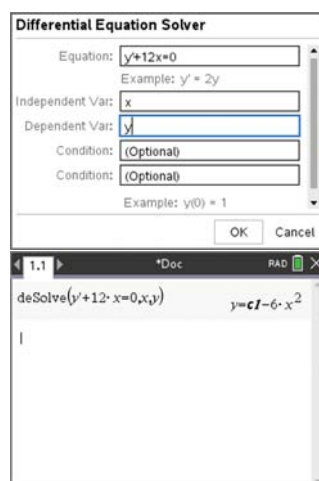 Differential Equation Solver
Equation: y'+12x=0
Example: y' = 2y
Independent Var: x
Dependent Var: y
Condition: (Optional)
Condition: (Optional)
Example: y(0) = 1
OK Cancel
1.1 *Doc RAD
deSolve(y'+12·x=0,x,y) y=c1−6·x²